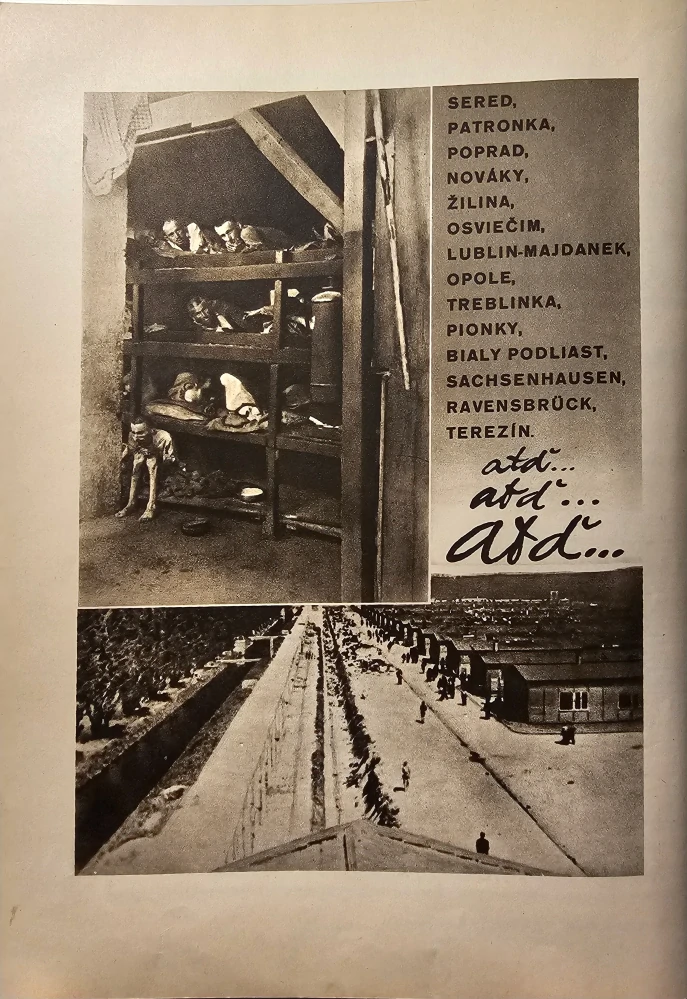 SERED,
PATRONKA,
POPRAD,
NOVÁKY,
ŽILINA,
OSVIEČIM,
LUBLIN-MAJDANEK,
OPOLE,
TREBLINKA,
PIONKY,
BIALY PODLIAST,
SACHSENHAUSEN,
RAVENSBRÜCK,
TEREZÍN.
atď...
atď...
atď...